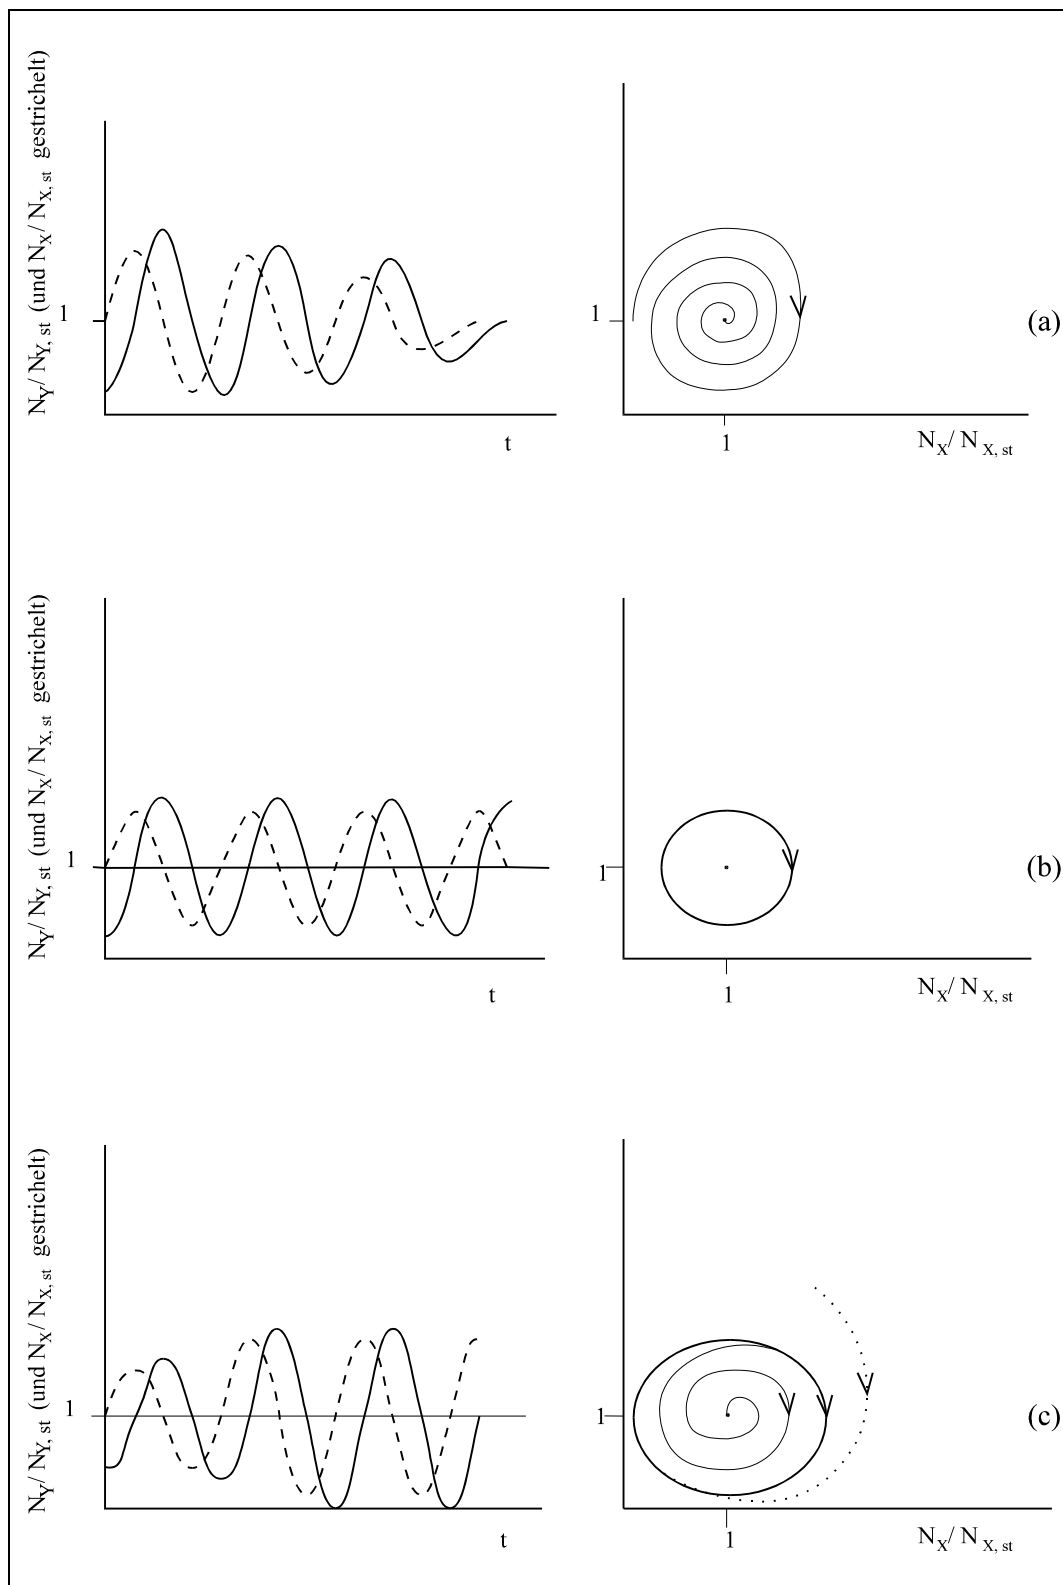 N_Y/ N_Y, st (und N_X/ N_X, st gestrichelt)
1
t
1
1
N_X/ N_X, st
(a)
N_Y/ N_Y, st (und N_X/ N_X, st gestrichelt)
1
t
1
1
N_X/ N_X, st
(b)
N_Y/ N_Y, st (und N_X/ N_X, st gestrichelt)
1
t
1
1
N_X/ N_X, st
(c)